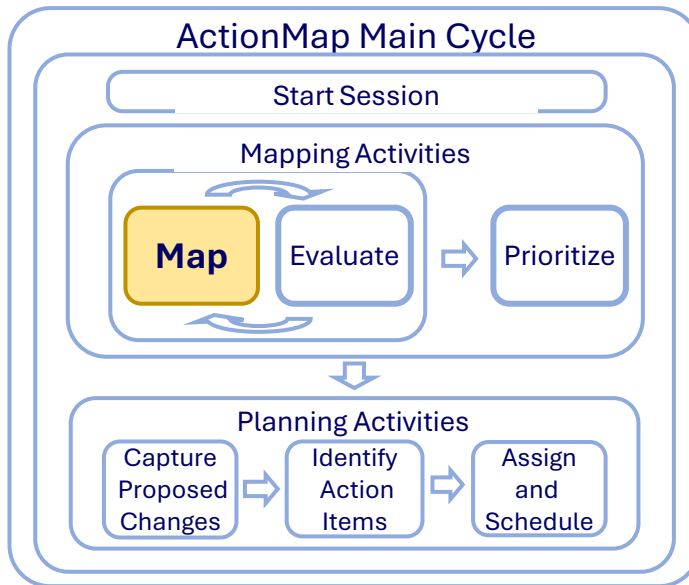 ActionMap Main Cycle
Start Session
Mapping Activities
Map
Evaluate
Prioritize
Planning Activities
Capture
Proposed
Changes
Identify
Action
Items
Assign
and
Schedule